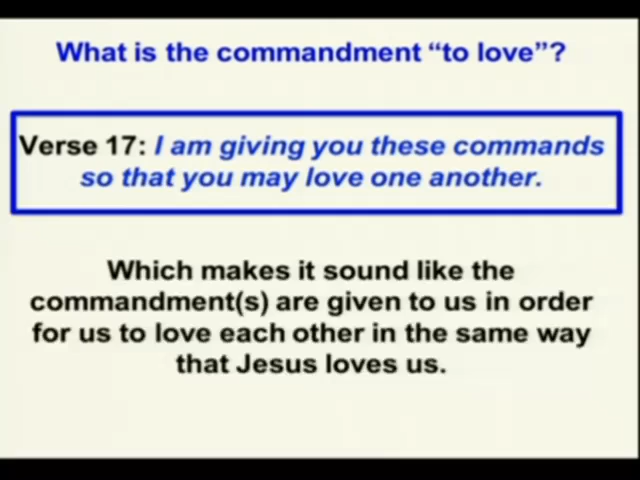 What is the commandment “to love”?
Verse 17: I am giving you these commands
so that you may love one another.
Which makes it sound like the
commandment(s) are given to us in order
for us to love each other in the same way
that Jesus loves us.